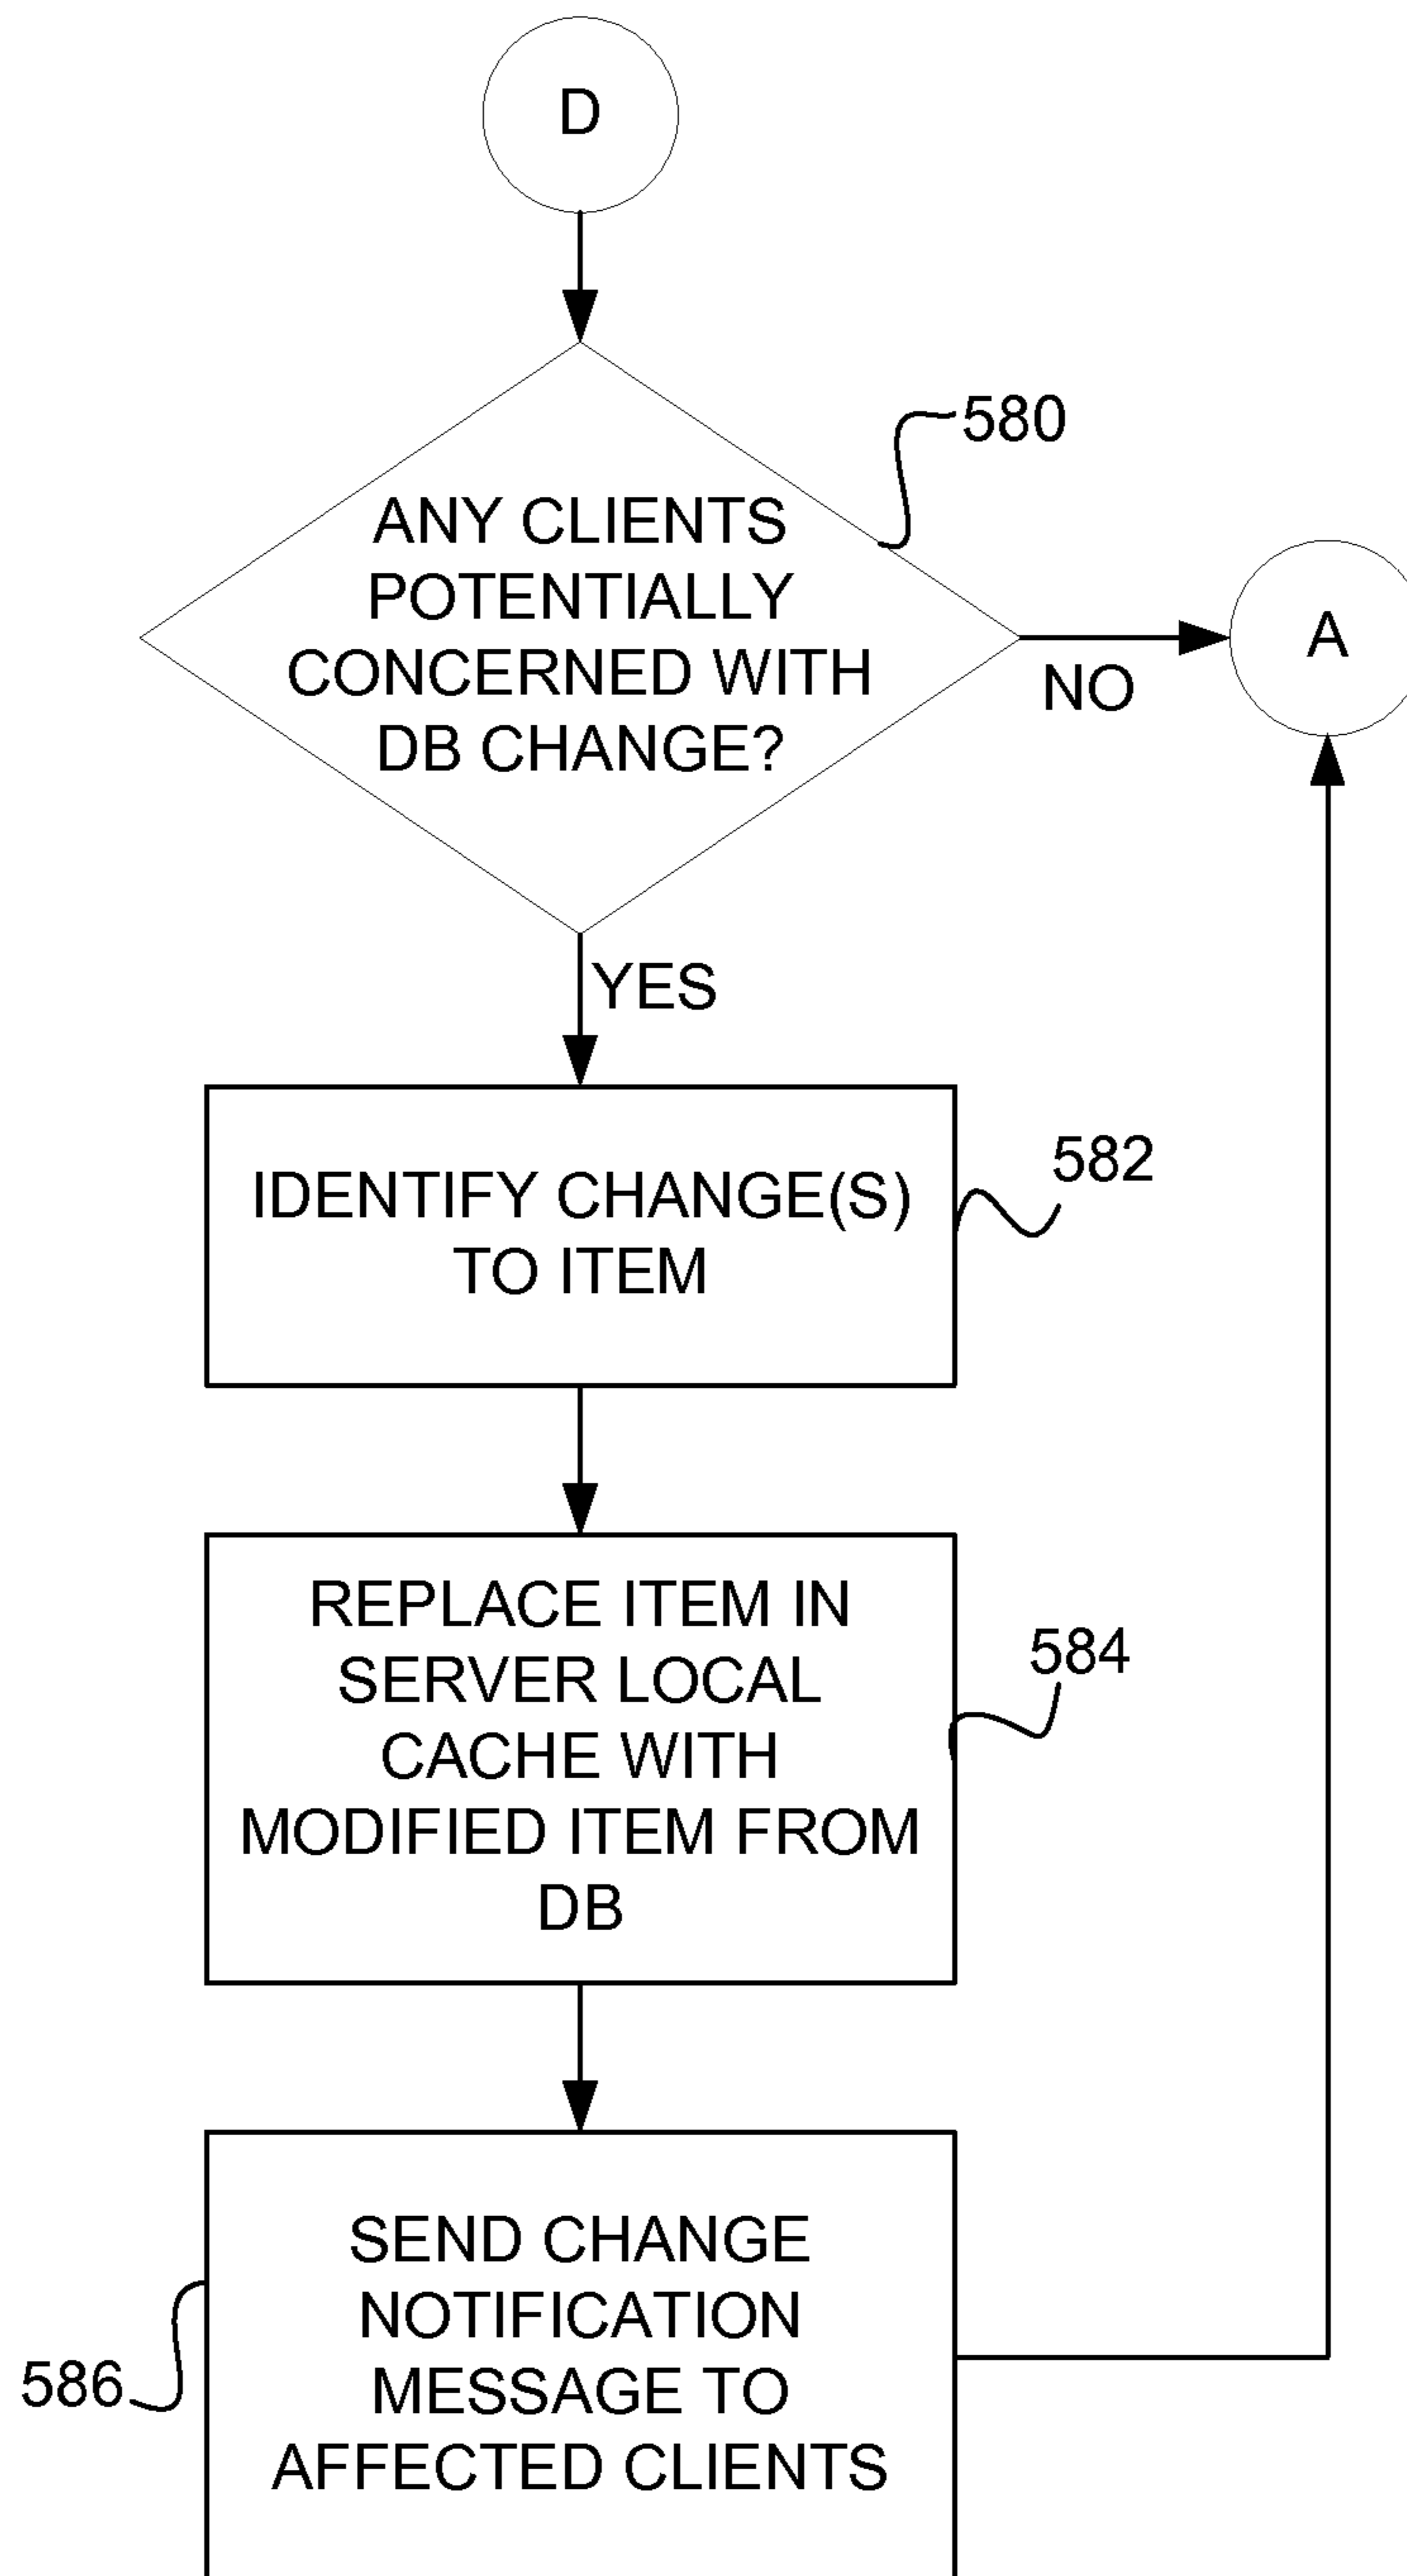 D
580
ANY CLIENTS
POTENTIALLY
CONCERNED WITH
DB CHANGE?
A
NO
YES
582
IDENTIFY CHANGE(S)
TO ITEM
REPLACE ITEM IN
SERVER LOCAL
CACHE WITH
MODIFIED ITEM FROM
DB
584
SEND CHANGE
NOTIFICATION
MESSAGE TO
AFFECTED CLIENTS
586